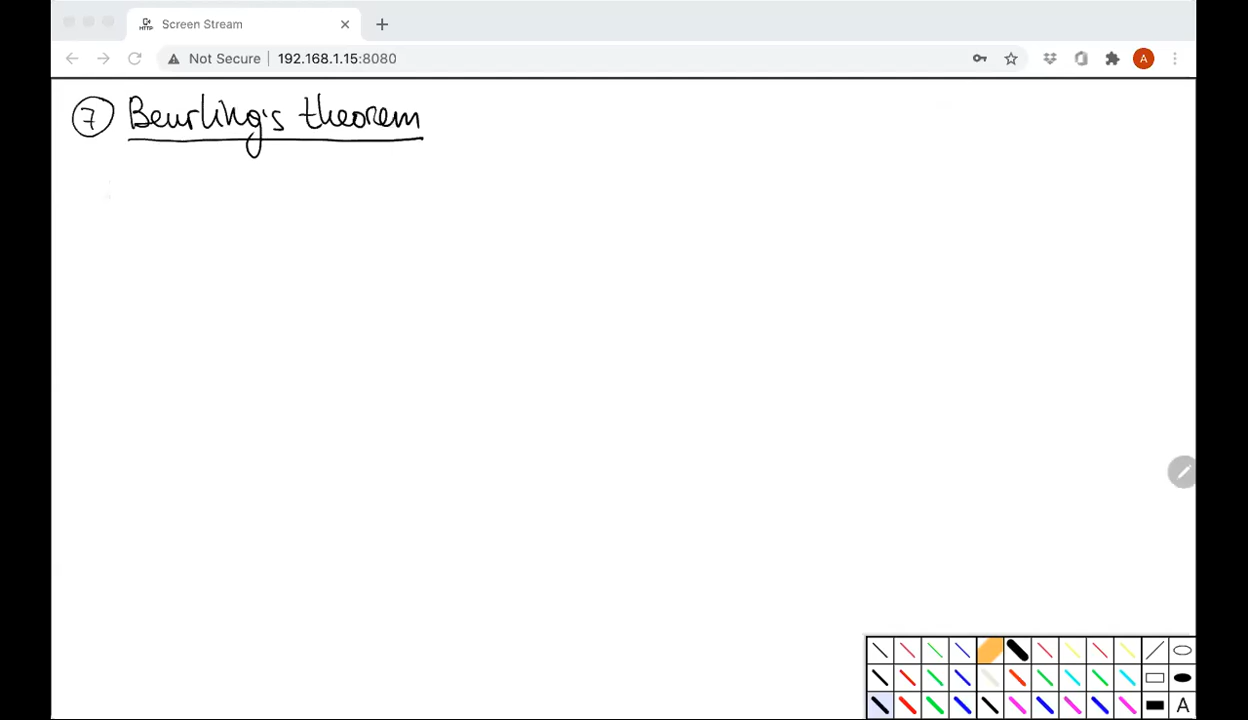 Screen Stream
Not Secure 192.168.1.15:8080
A
7 Beurling's theorem
A